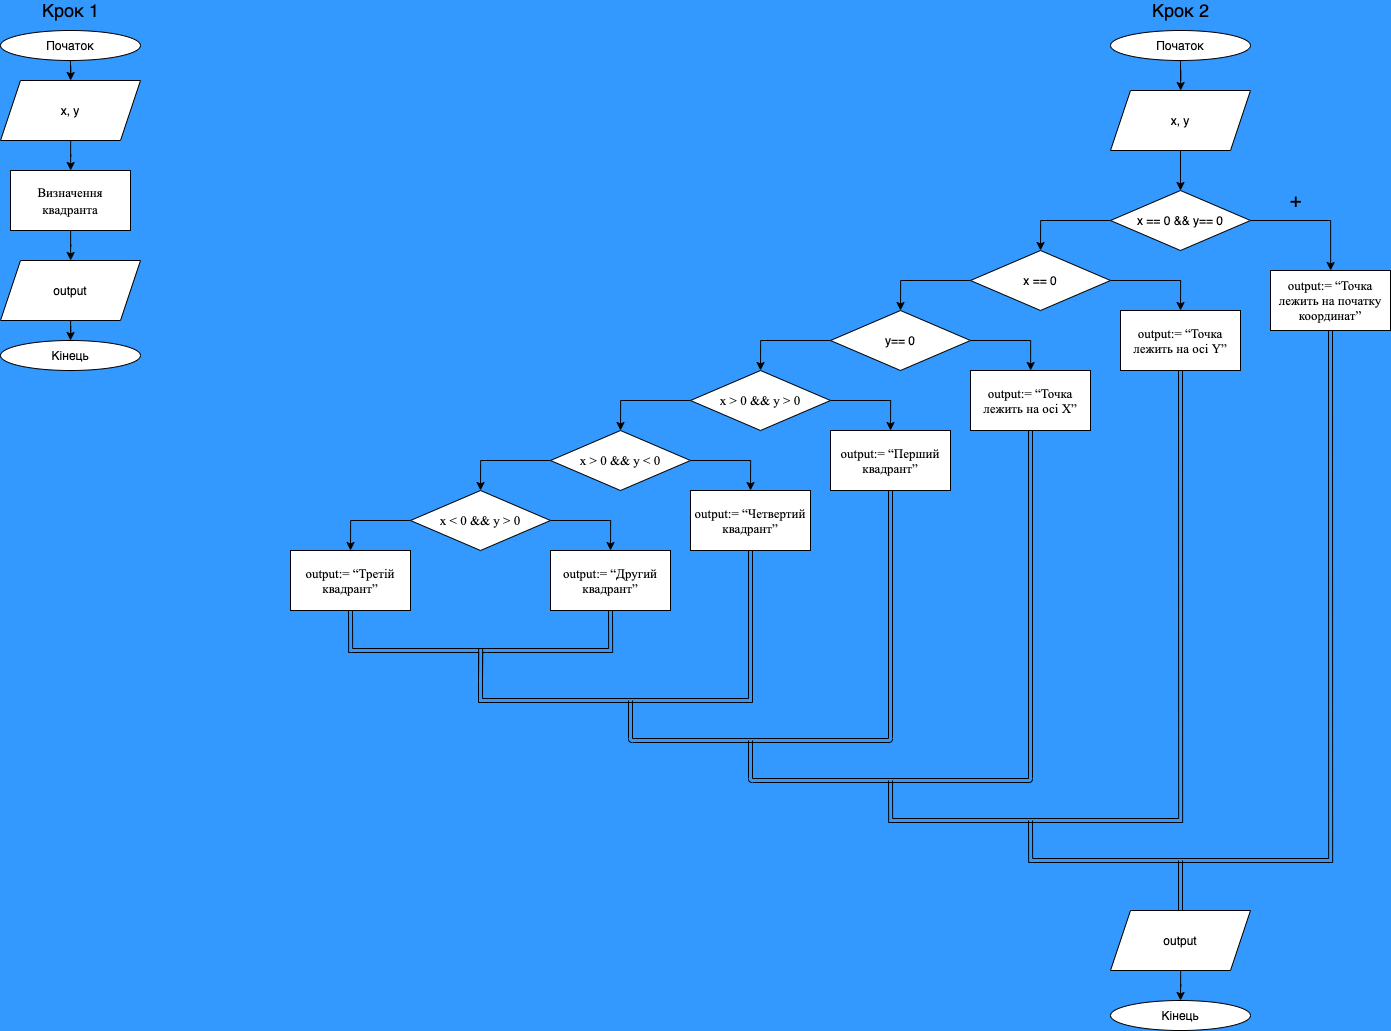 Крок 1
Початок
x, y
Визначення
квадранта
output
Кінець
Крок 2
Початок
x, y
x == 0 && y== 0
+
x == 0
output:= “Точка
лежить на початку
координат”
y== 0
output:= “Точка
лежить на осі Y”
x > 0 && y > 0
output:= “Точка
лежить на осі X”
x > 0 && y < 0
output:= “Перший
квадрант”
x < 0 && y > 0
output:= “Четвертий
квадрант”
output:= “Третій
квадрант”
output:= “Другий
квадрант”
output
Кінець